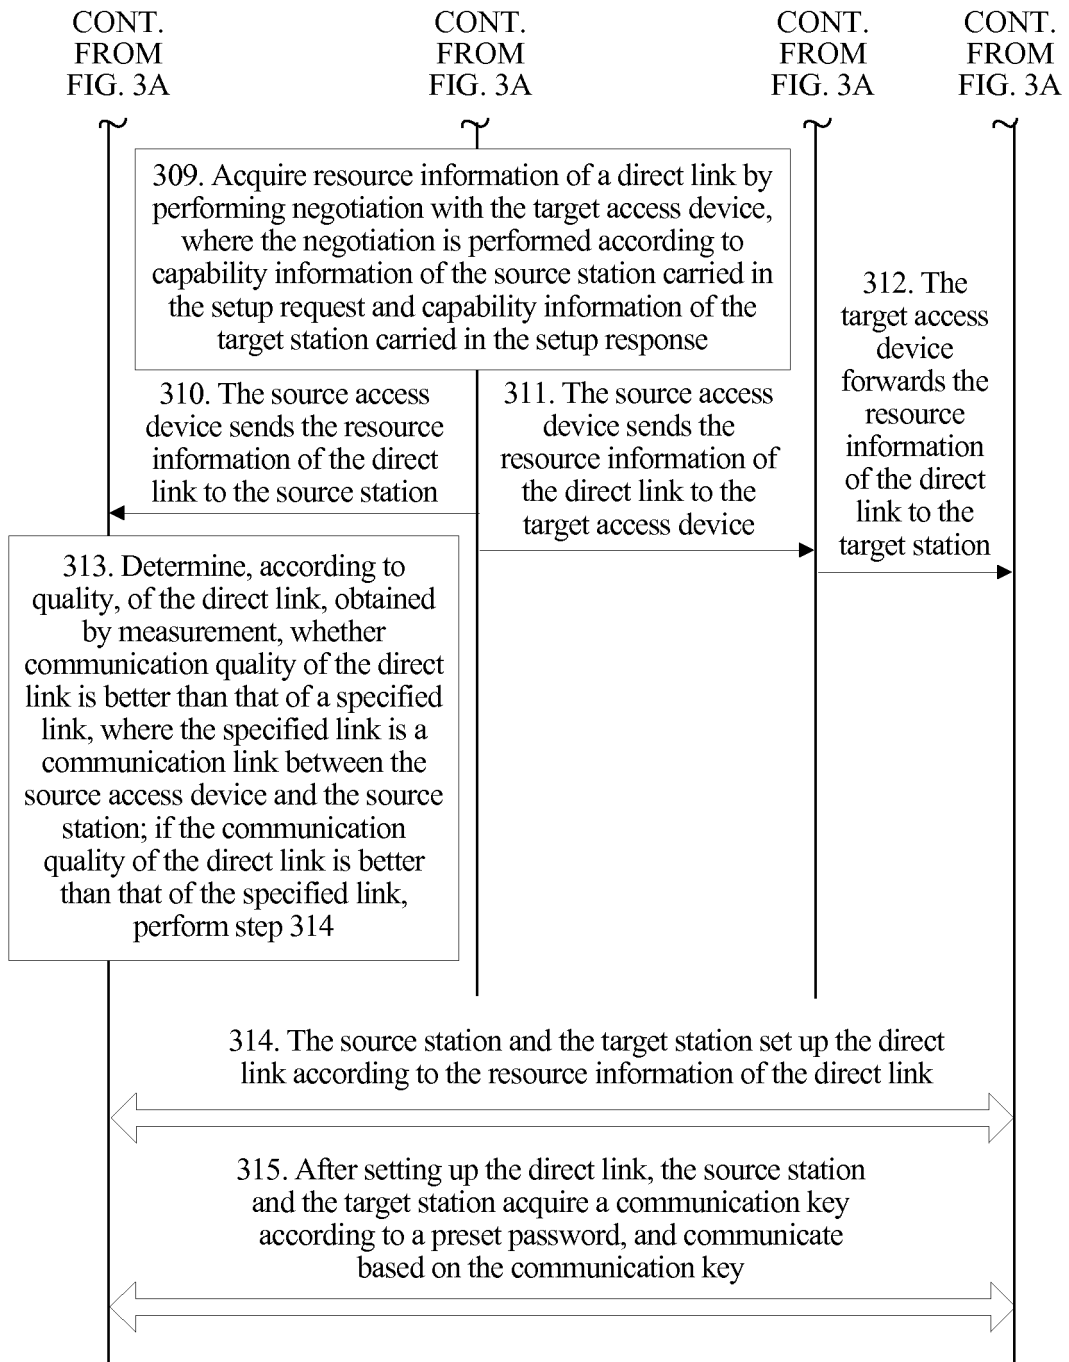 CONT.
FROM
FIG. 3A
CONT.
FROM
FIG. 3A
CONT.
FROM
FIG. 3A
CONT.
FROM
FIG. 3A
309. Acquire resource information of a direct link by
performing negotiation with the target access device,
where the negotiation is performed according to
capability information of the source station carried in
the setup request and capability information of the
target station carried in the setup response
310. The source access
device sends the resource
information of the direct
link to the source station
311. The source access
device sends the
resource information of
the direct link to the
target access device
312. The
target access
device
forwards the
resource
information
of the direct
link to the
target station
313. Determine, according to
quality, of the direct link, obtained
by measurement, whether
communication quality of the direct
link is better than that of a specified
link, where the specified link is a
communication link between the
source access device and the source
station; if the communication
quality of the direct link is better
than that of the specified link,
perform step 314
314. The source station and the target station set up the direct
link according to the resource information of the direct link
315. After setting up the direct link, the source station
and the target station acquire a communication key
according to a preset password, and communicate
based on the communication key